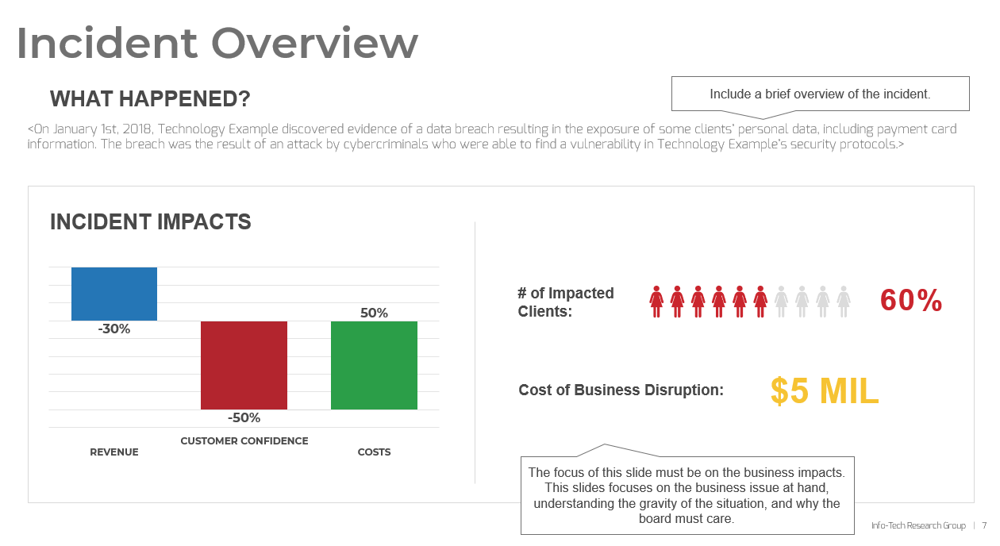 Incident Overview
WHAT HAPPENED?
Include a brief overview of the incident.
<On January 1st, 2018, Technology Example discovered evidence of a data breach resulting in the exposure of some clients' personal data, including payment card
information. The breach was the result of an attack by cybercriminals who were able to find a vulnerability in Technology Example's security protocols.>
INCIDENT IMPACTS
-30%
50%
-50%
REVENUE
CUSTOMER CONFIDENCE
COSTS
# of Impacted
Clients:
60%
Cost of Business Disruption:
$5 MIL
The focus of this slide must be on the business impacts.
This slides focuses on the business issue at hand,
understanding the gravity of the situation, and why the
board must care.
Info-Tech Research Group | 7